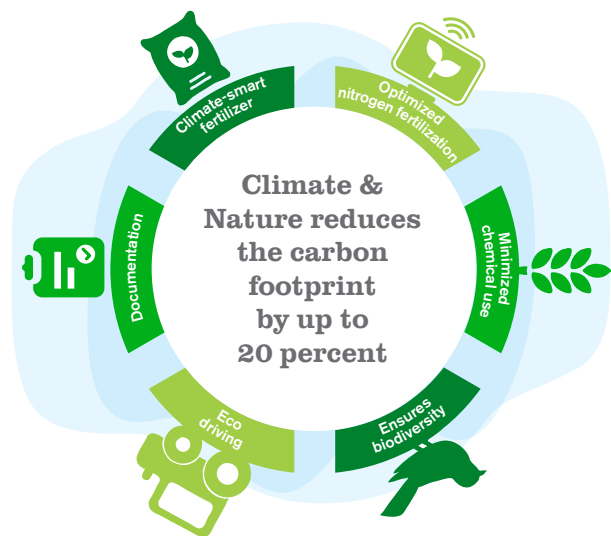 Climate-smart
fertilizer
Optimized
nitrogen fertilization
Minimized
chemical use
Ensures
biodiversity
Eco
driving
Documentation
Climate &
Nature reduces
the carbon
footprint
by up to
20 percent